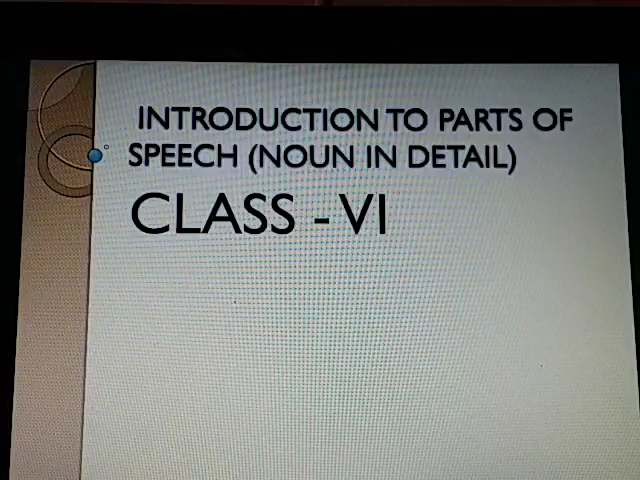 INTRODUCTION TO PARTS OF
SPEECH (NOUN IN DETAIL)
CLASS - VI